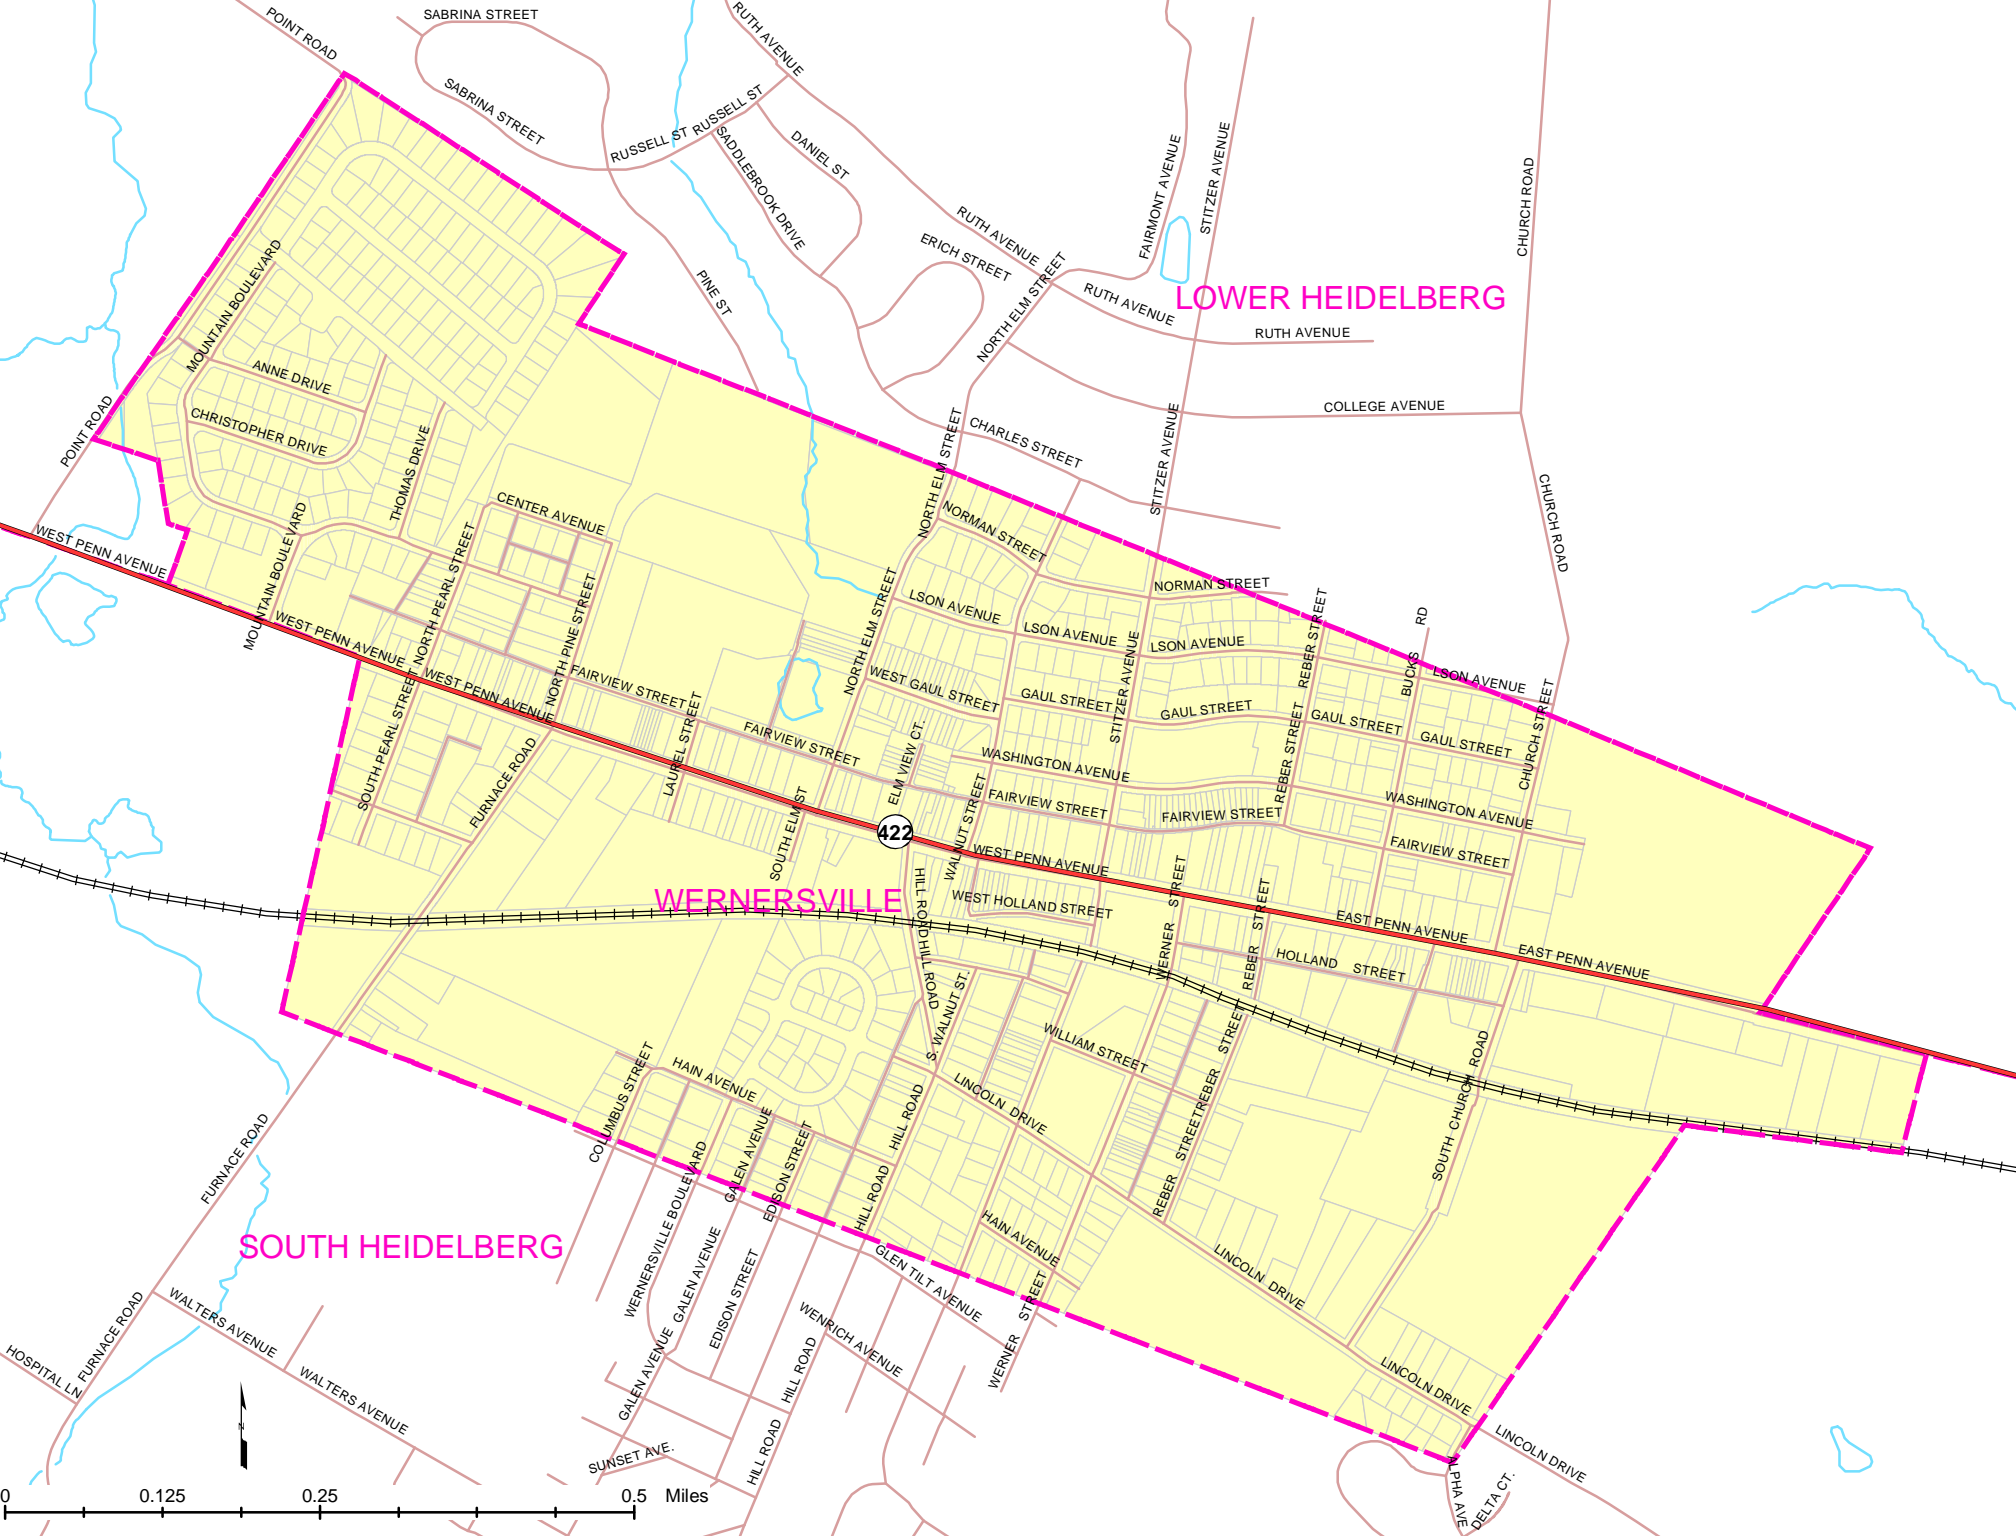 SABRINA STREET
POINT ROAD
RUTH AVENUE
SABRINA STREET
RUSSELL ST
RUSSELL ST
SADDLEBROOK DRIVE
DANIEL ST
FAIRMONT AVENUE
STITZER AVENUE
CHURCH ROAD
RUTH AVENUE
ERICH STREET
NORTH ELM STREET
RUTH AVENUE
LOWER HEIDELBERG
RUTH AVENUE
PINE ST
MOUNTAIN BOULEVARD
ANNE DRIVE
CHRISTOPHER DRIVE
POINT ROAD
THOMAS DRIVE
COLLEGE AVENUE
CHARLES STREET
NORTH ELM STREET
STITZER AVENUE
CHURCH ROAD
CENTER AVENUE
NORMAN STREET
WEST PENN AVENUE
MOUNTAIN BOULEVARD
NORTH PEARL STREET
NORTH PINE STREET
NORTH ELM STREET
NORMAN STREET
LSON AVENUE
LSON AVENUE
LSON AVENUE
REBER STREET
BUCKS RD
LSON AVENUE
WEST PENN AVENUE
WEST PENN AVENUE
FAIRVIEW STREET
WEST GAUL STREET
GAUL STREET
STITZER AVENUE
GAUL STREET
GAUL STREET
GAUL STREET
CHURCH STREET
SOUTH PEARL STREET
FURNACE ROAD
LAUREL STREET
FAIRVIEW STREET
ELM VIEW CT.
WASHINGTON AVENUE
REBER STREET
WASHINGTON AVENUE
FAIRVIEW STREET
FAIRVIEW STREET
FAIRVIEW STREET
SOUTH ELM ST
422
WALNUT STREET
WEST PENN AVENUE
WERNERSVILLE
HILL ROAD
WEST HOLLAND STREET
WERNER STREET
REBER STREET
EAST PENN AVENUE
EAST PENN AVENUE
HOLLAND STREET
HILL ROAD
S. WALNUT ST.
WILLIAM STREET
REBER STREET
SOUTH CHURCH ROAD
COLUMBUS STREET
HAIN AVENUE
LINCOLN DRIVE
HILL ROAD
REBER STREET
FURNACE ROAD
WERNERSVILLE BOULEVARD
GALEN AVENUE
EDISON STREET
HILL ROAD
HAIN AVENUE
SOUTH HEIDELBERG
GALEN AVENUE
EDISON STREET
GLEN TILT AVENUE
WERNER STREET
LINCOLN DRIVE
WALTERS AVENUE
FURNACE ROAD
HOSPITAL LN
WALTERS AVENUE
GALEN AVENUE
HILL ROAD
WENRICH AVENUE
LINCOLN DRIVE
SUNSET AVE.
HILL ROAD
LINCOLN DRIVE
ALPHA AVE
DELTA CT.
N
0 0.125 0.25 0.5 Miles